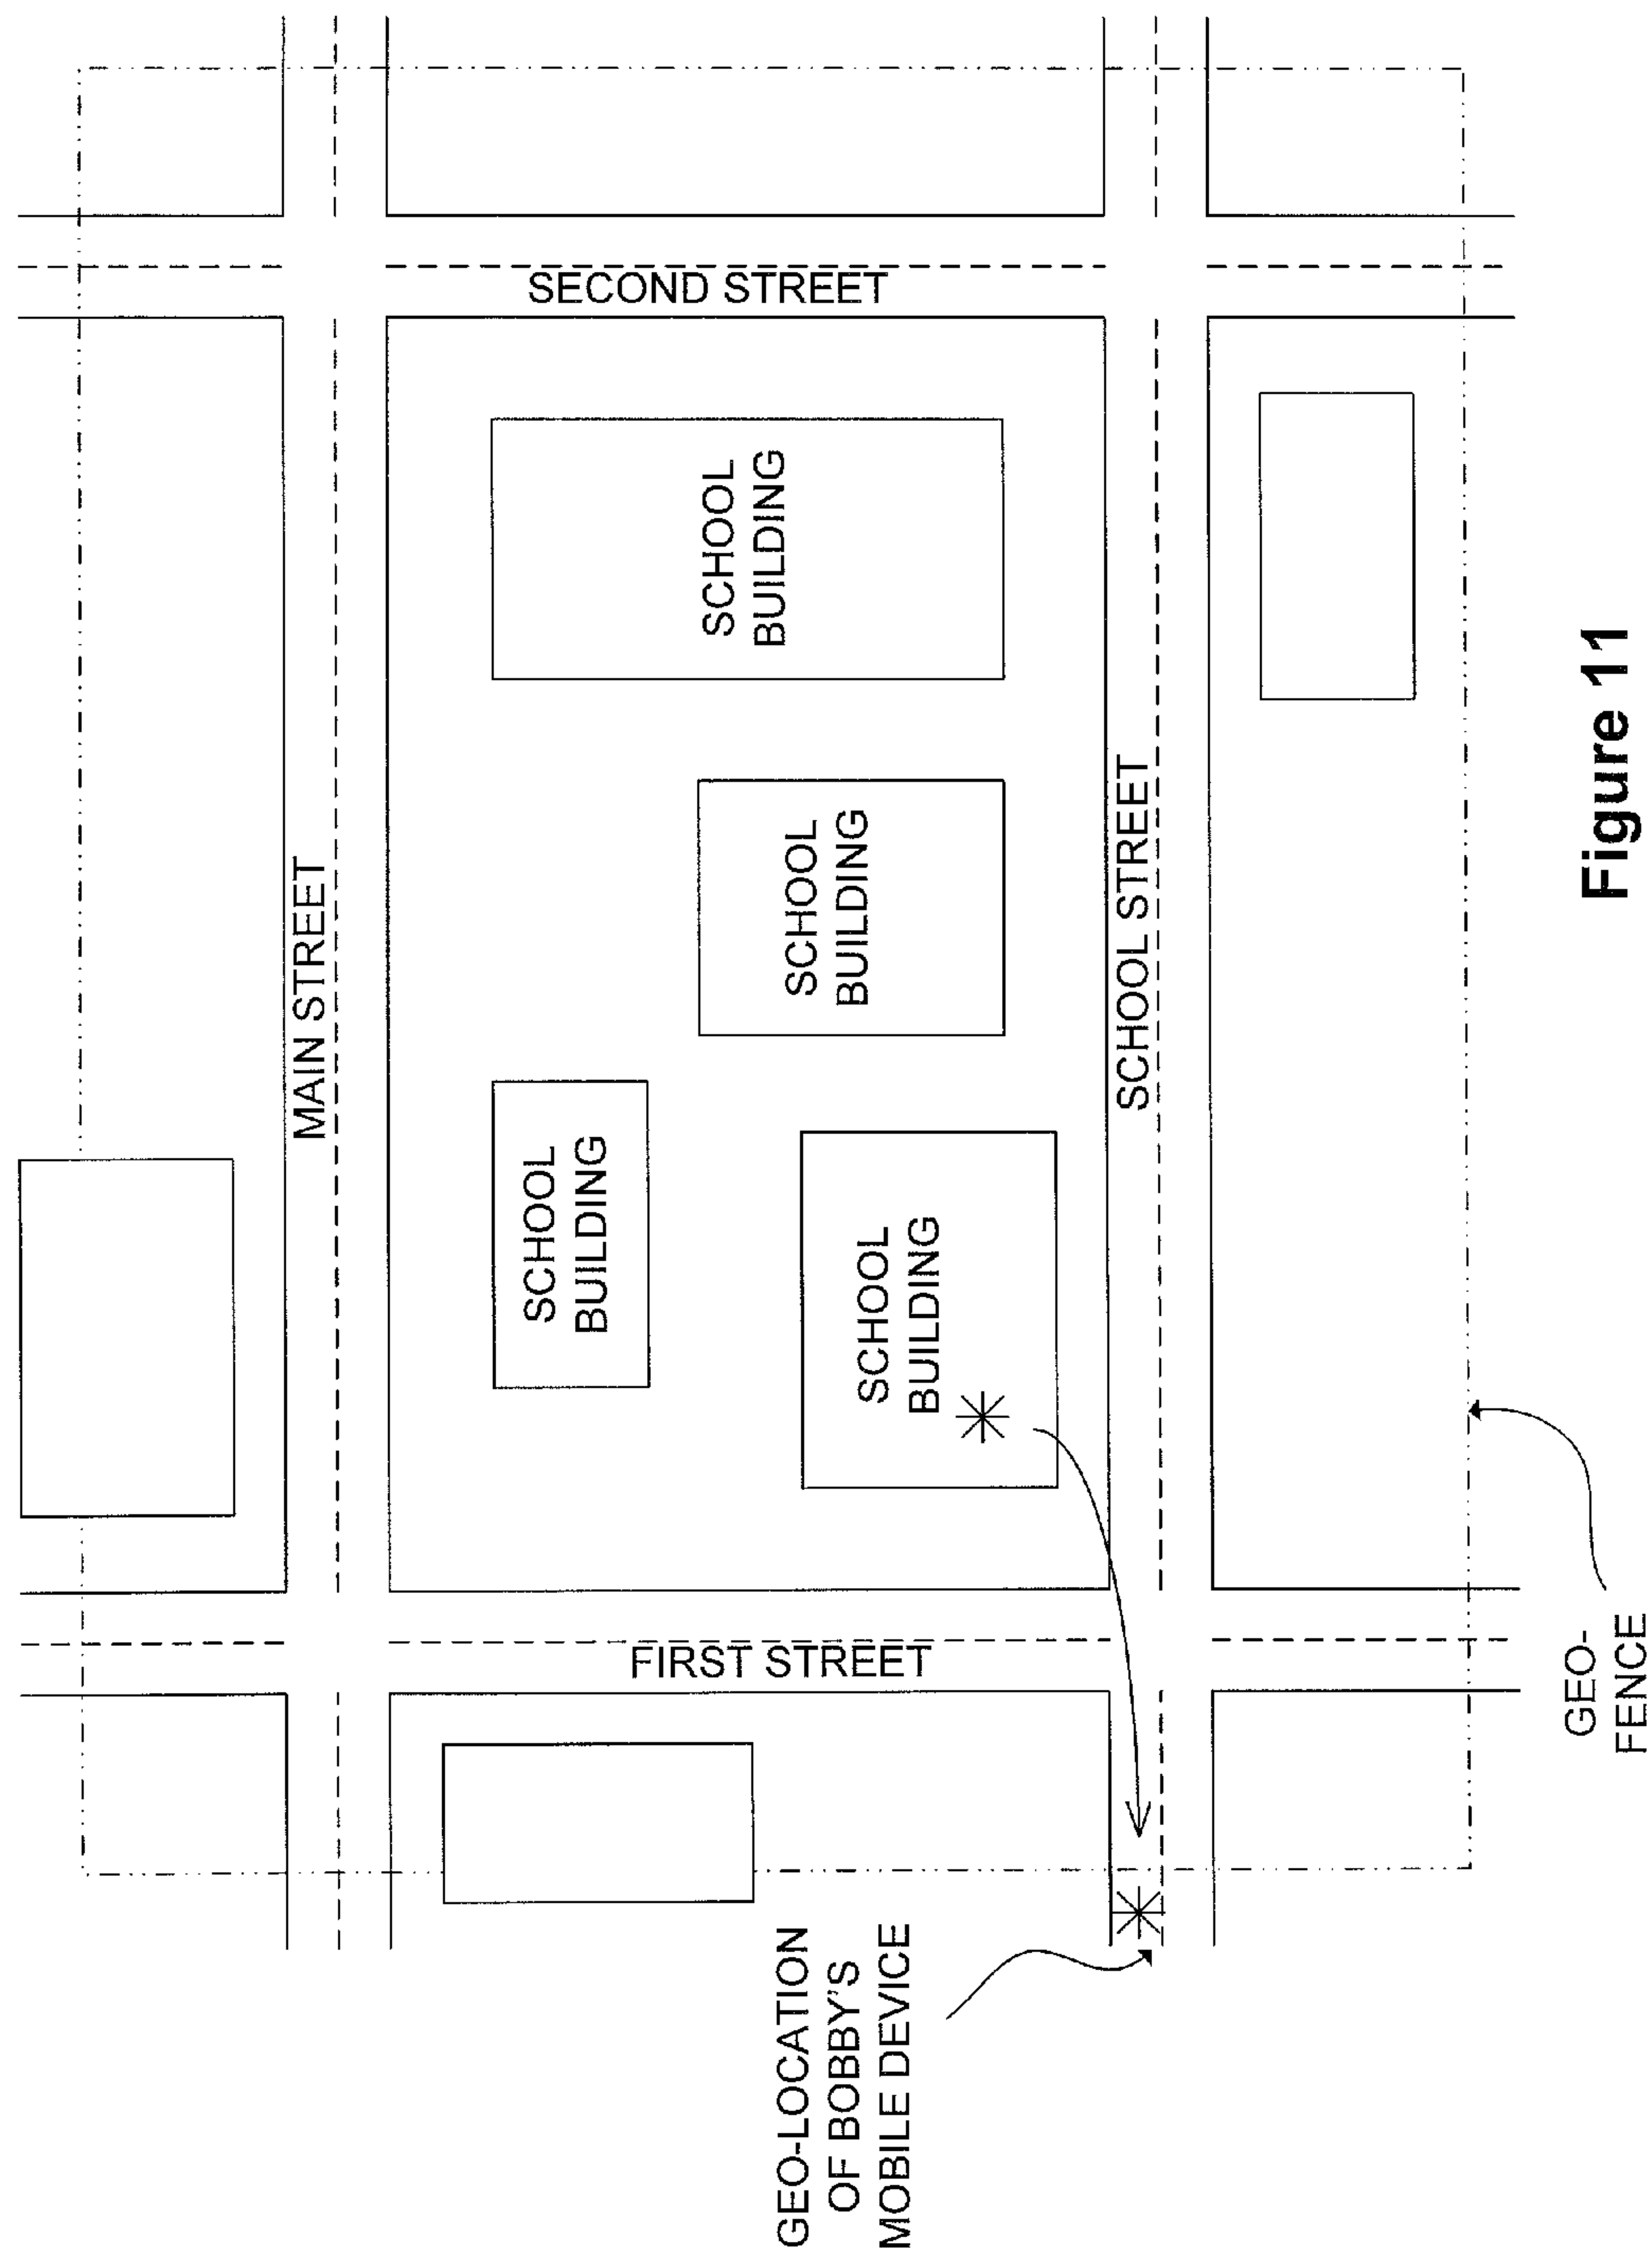 MAIN STREET
SECOND STREET
FIRST STREET
SCHOOL
BUILDING
SCHOOL
BUILDING
SCHOOL
BUILDING
SCHOOL
BUILDING
SCHOOL STREET
GEO-LOCATION
OF BOBBY'S
MOBILE DEVICE
GEO-
FENCE
Figure 11